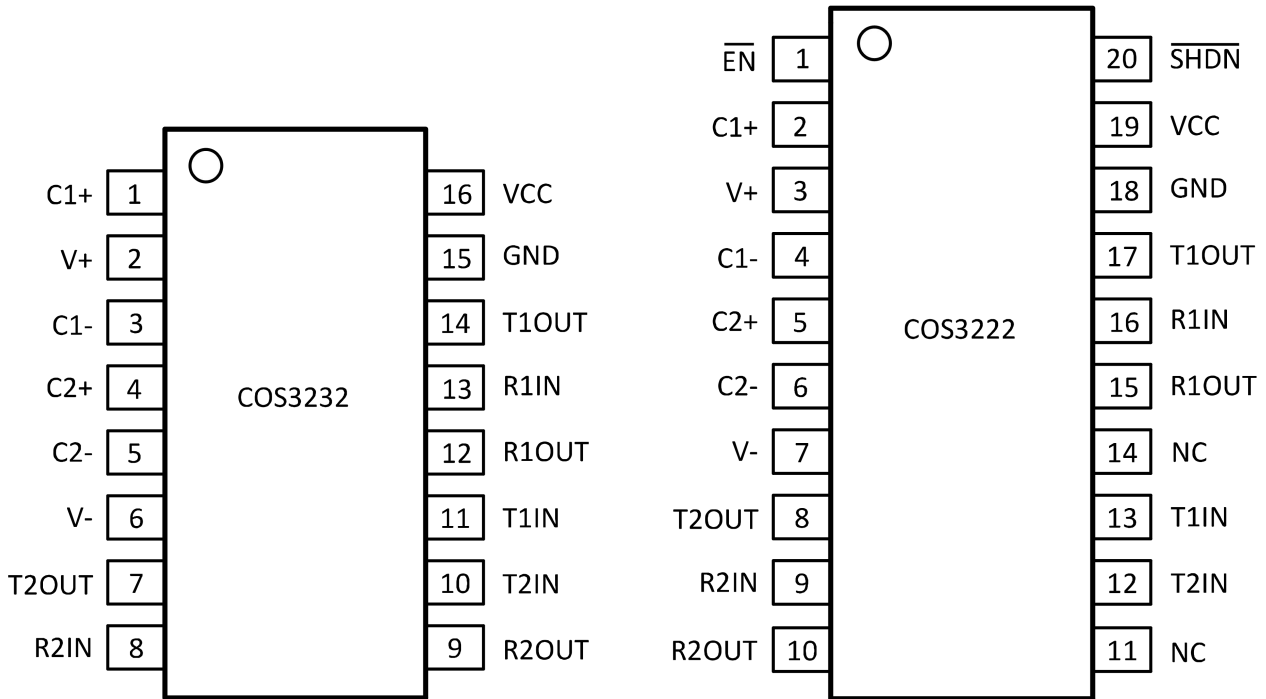 C1+ 1 16 VCC
V+ 2 15 GND
C1- 3 14 T1OUT
C2+ 4 13 R1IN
COS3232
C2- 5 12 R1OUT
V- 6 11 T1IN
T2OUT 7 10 T2IN
R2IN 8 9 R2OUT
EN 1 20 SHDN
C1+ 2 19 VCC
V+ 3 18 GND
C1- 4 17 T1OUT
C2+ 5 16 R1IN
COS3222
C2- 6 15 R1OUT
V- 7 14 NC
T2OUT 8 13 T1IN
R2IN 9 12 T2IN
R2OUT 10 11 NC